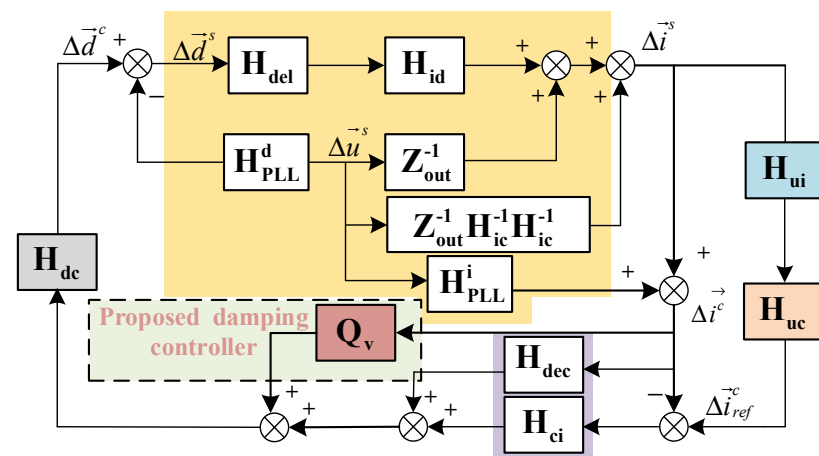 Δd⃗ᶜ + Δd⃗ˢ H_del H_id + + + Δi⃗ˢ
− + +
H^d_PLL Δu⃗ˢ Z^-1_out H_ui
Z^-1_out H^-1_ic H^-1_ic
H_dc H^i_PLL + + Δi⃗ᶜ H_uc
Proposed damping
controller
Q_v
H_dec
+ + − Δi⃗ᶜ_ref
+ + H_ci